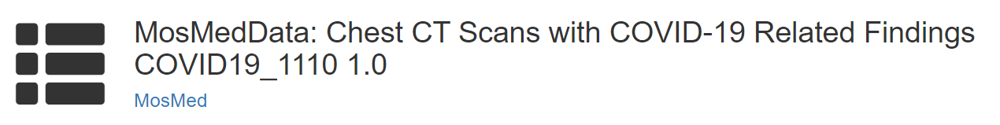 MosMedData: Chest CT Scans with COVID-19 Related Findings
COVID19_1110 1.0
MosMed